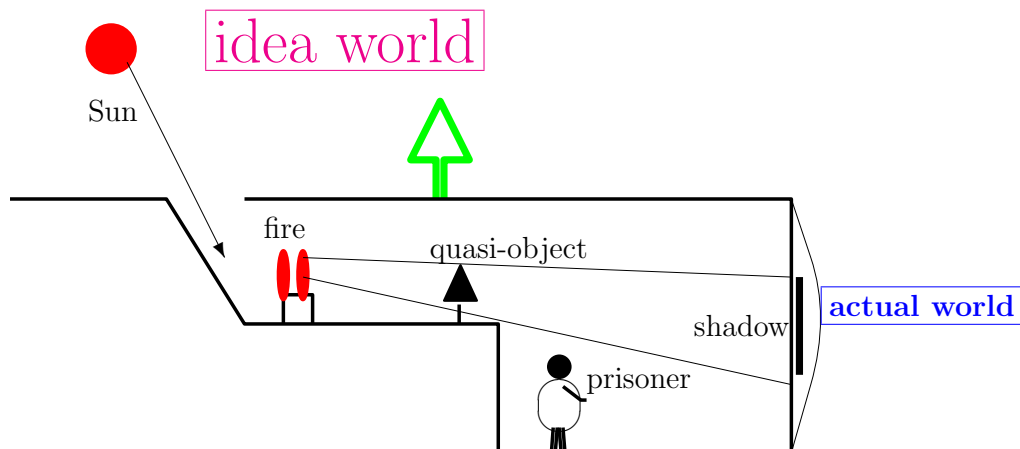 idea world
Sun
fire
quasi-object
actual world
shadow
prisoner